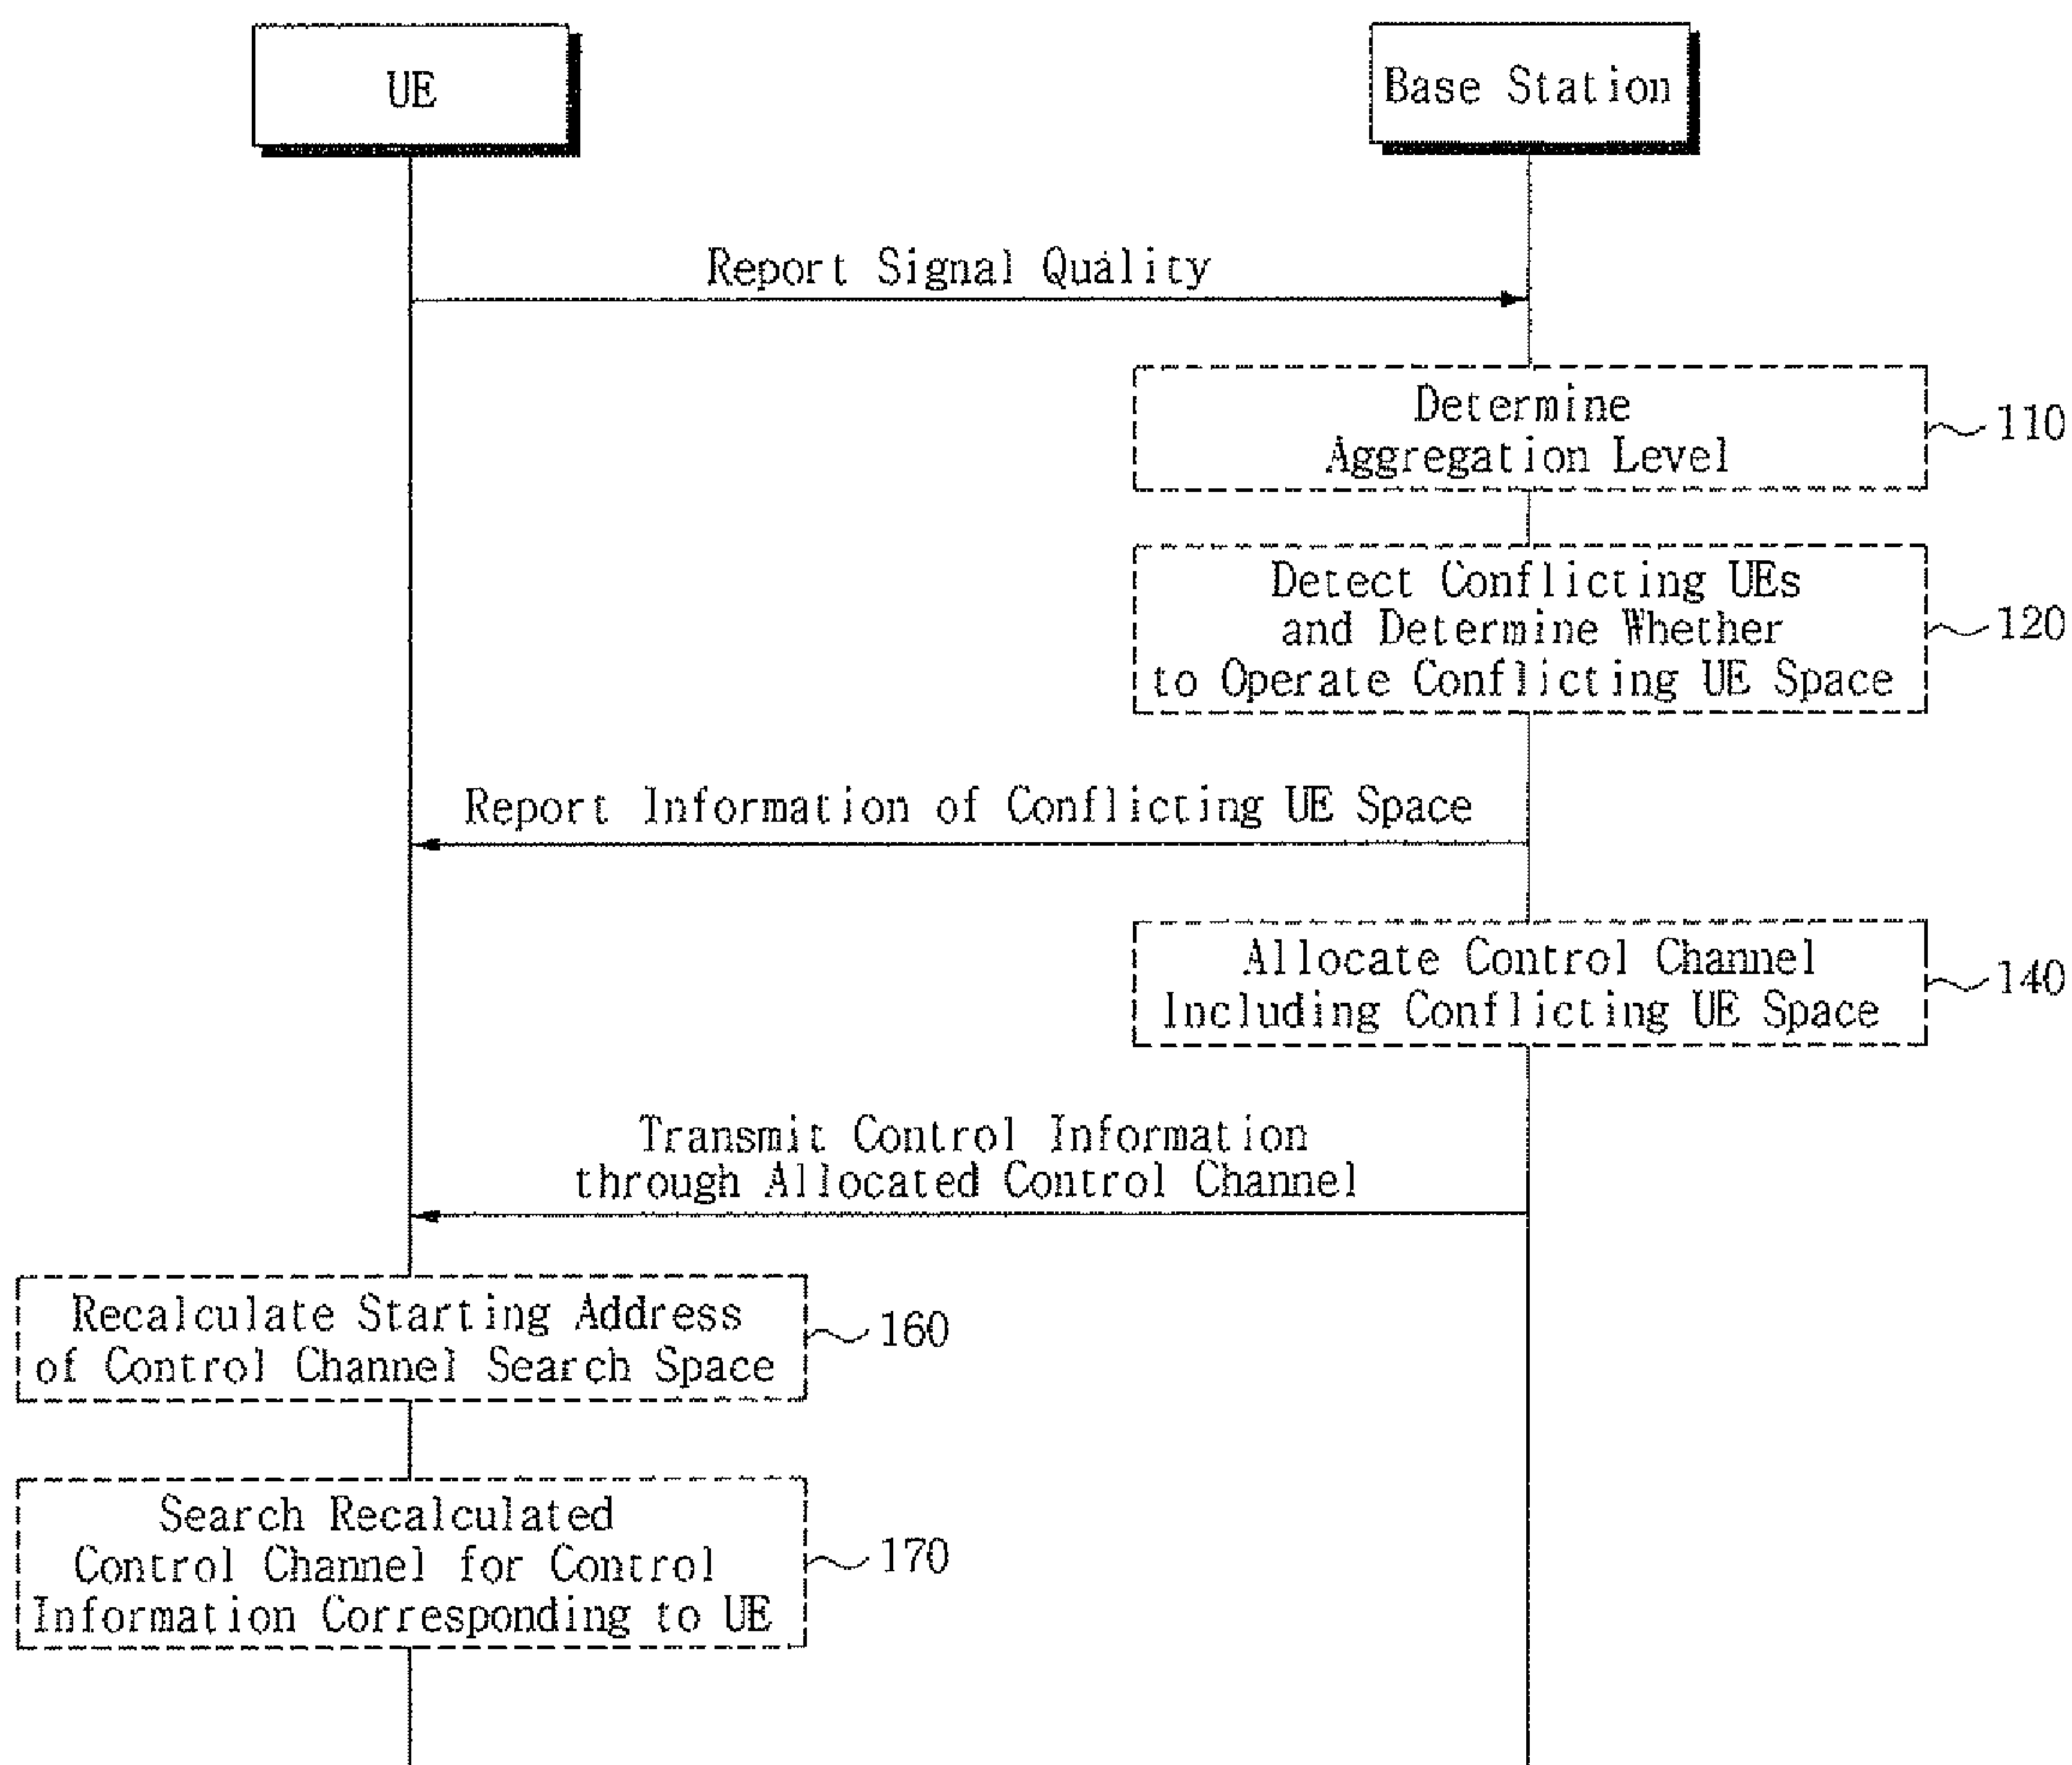 UE
Base Station
Report Signal Quality
Determine
Aggregation Level
110
Detect Conflicting UEs
and Determine Whether
to Operate Conflicting UE Space
120
Report Information of Conflicting UE Space
Allocate Control Channel
Including Conflicting UE Space
140
Transmit Control Information
through Allocated Control Channel
Recalculate Starting Address
of Control Channel Search Space
160
Search Recalculated
Control Channel for Control
Information Corresponding to UE
170